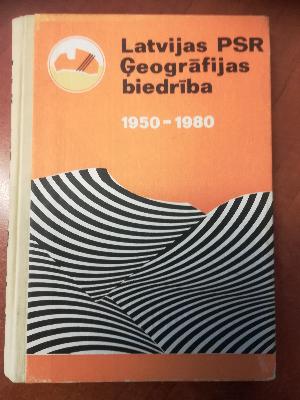 Latvijas PSR
Ģeogrāfijas
biedrība
1950-1980